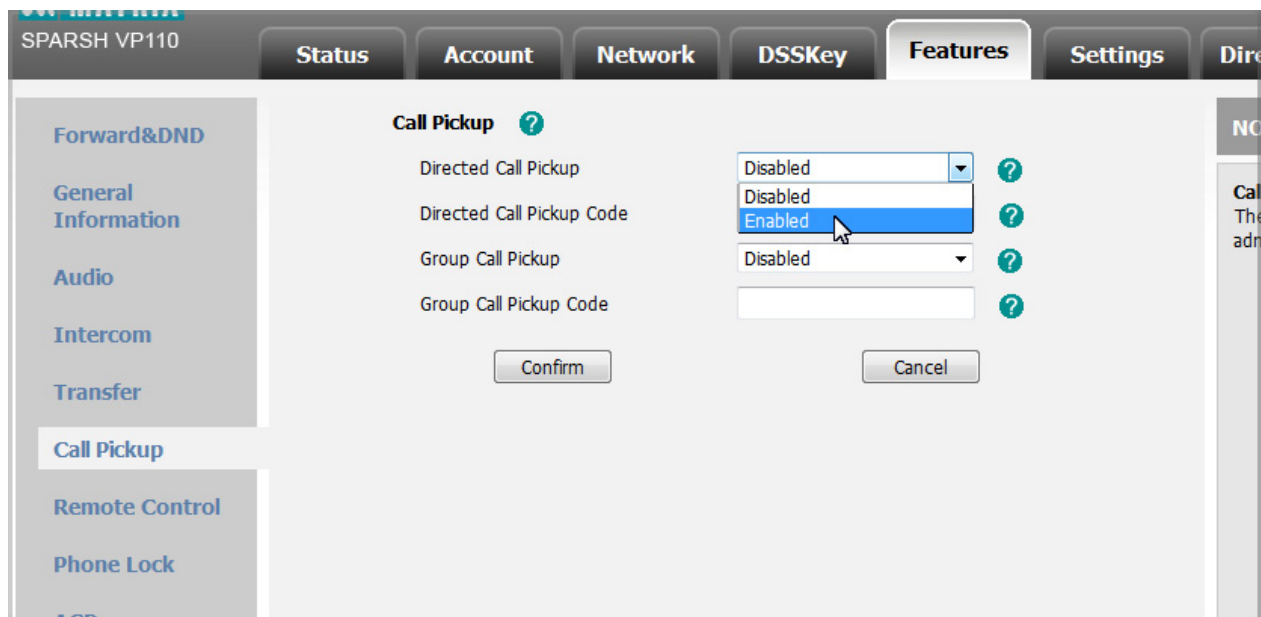 SPARSH VP110
Status Account Network DSSKey Features Settings
Forward&DND
General
Information
Audio
Intercom
Transfer
Call Pickup
Remote Control
Phone Lock
Call Pickup ?
Directed Call Pickup Disabled ?
Disabled
Directed Call Pickup Code Enabled ?
Group Call Pickup Disabled ?
Group Call Pickup Code ?
Confirm Cancel